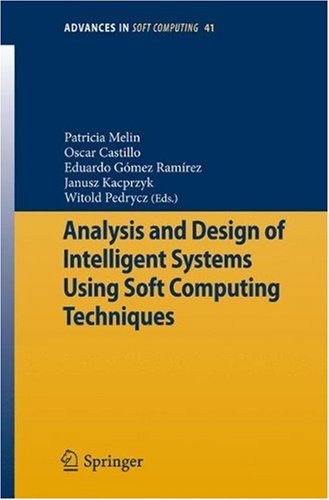 ADVANCES IN SOFT COMPUTING 41
Patricia Melin
Oscar Castillo
Eduardo Gómez Ramírez
Janusz Kacprzyk
Witold Pedrycz (Eds.)
Analysis and Design of
Intelligent Systems
Using Soft Computing
Techniques
Springer